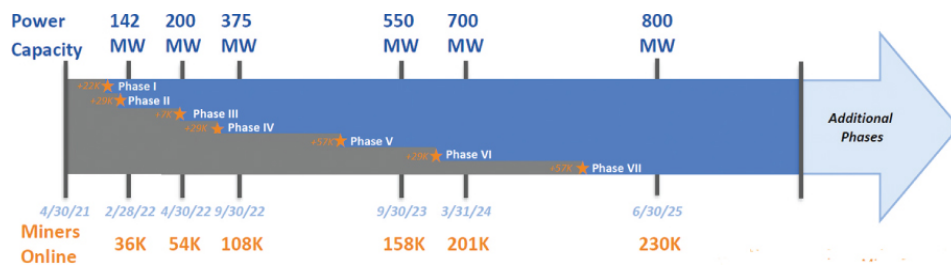 Power Capacity
142 MW
200 MW
375 MW
550 MW
700 MW
800 MW
+22K Phase I
+29K Phase II
+7K Phase III
+29K Phase IV
+57K Phase V
+29K Phase VI
+57K Phase VII
Additional Phases
4/30/21 2/28/22 4/30/22 9/30/22 9/30/23 3/31/24 6/30/25
Miners Online
36K 54K 108K 158K 201K 230K